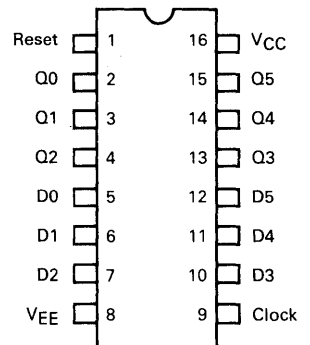 Reset 1 16 VCC
Q0 2 15 Q5
Q1 3 14 Q4
Q2 4 13 Q3
D0 5 12 D5
D1 6 11 D4
D2 7 10 D3
VEE 8 9 Clock